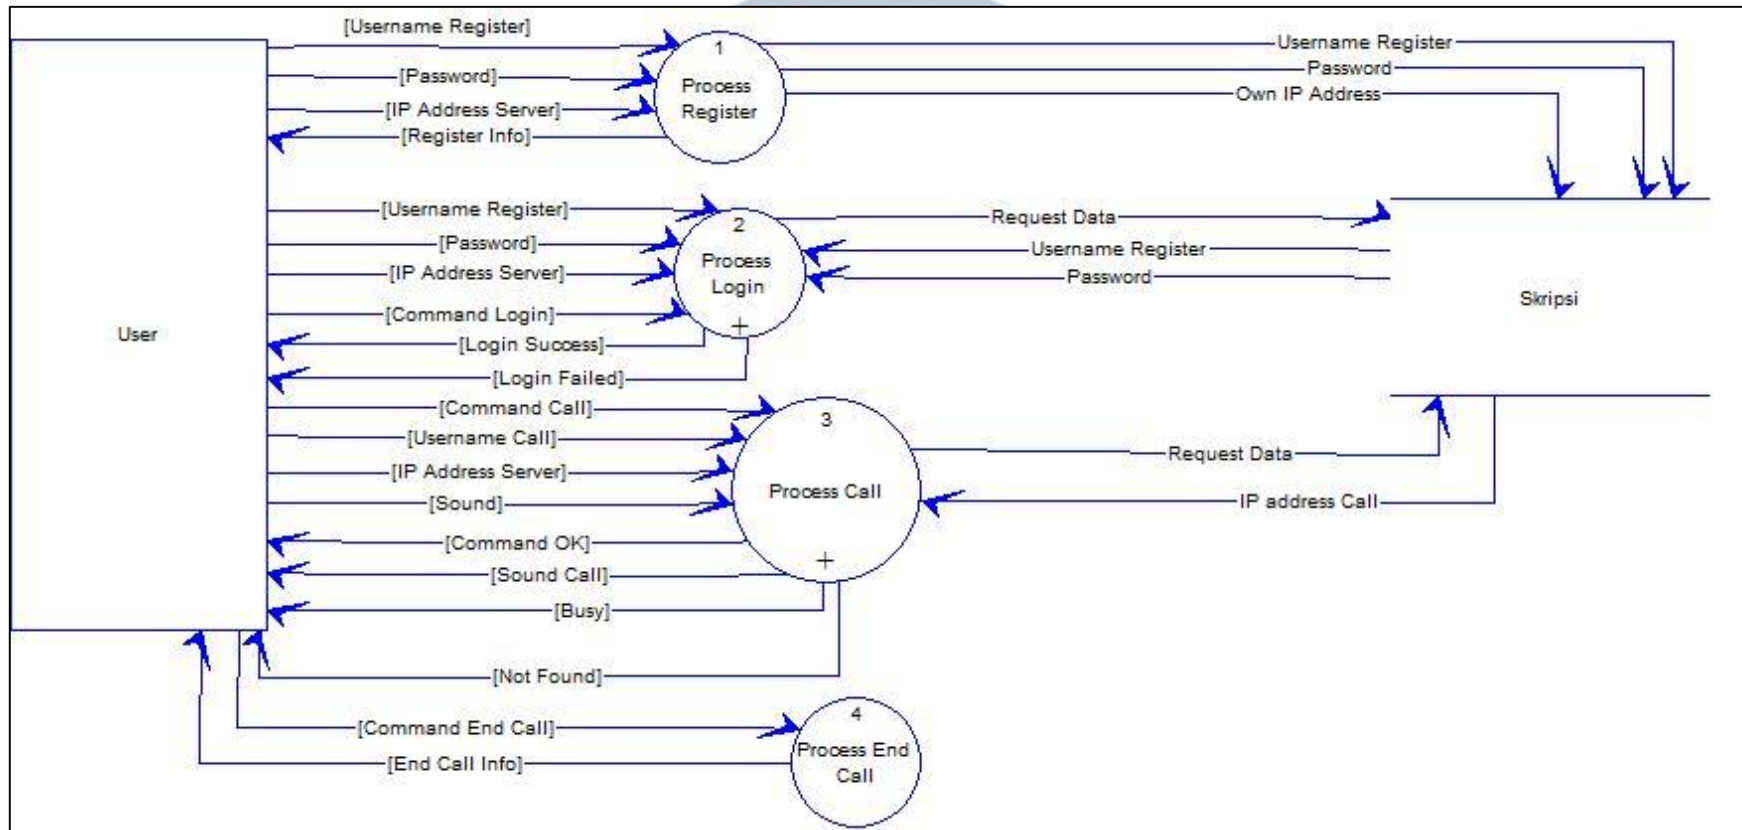 [Username Register]
1
Username Register
Password
[Password]
Process
Register
Own IP Address
[IP Address Server]
[Register Info]
[Username Register]
2
Request Data
[Password]
Username Register
Process
Login
[IP Address Server]
Password
Skripsi
[Command Login]
+
User
[Login Success]
[Login Failed]
[Command Call]
3
[Username Call]
Request Data
[IP Address Server]
Process Call
[Sound]
IP address Call
[Command OK]
+
[Sound Call]
[Busy]
[Not Found]
4
[Command End Call]
Process End
Call
[End Call Info]